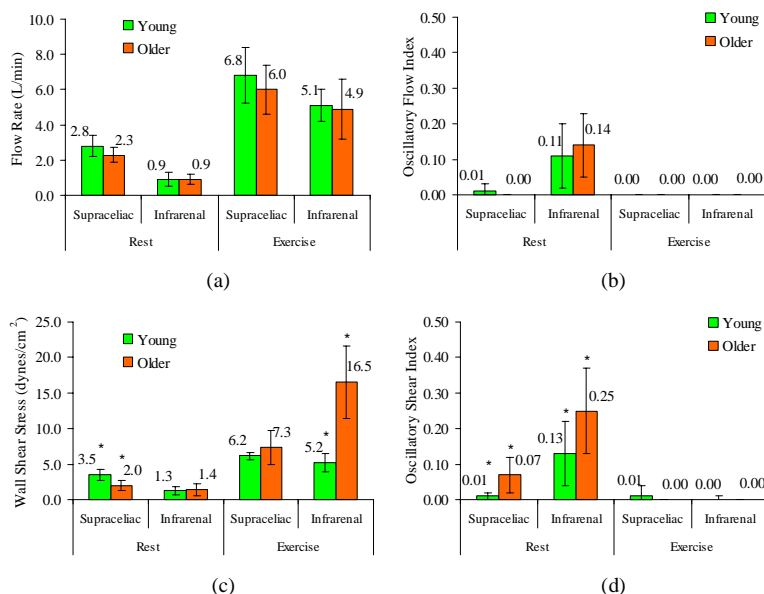 10.0
8.0
6.0
4.0
2.0
0.0
Flow Rate (L/min)
Young
Older
2.8
2.3
0.9
0.9
6.8
6.0
5.1
4.9
Supraceliac
Infrarenal
Supraceliac
Infrarenal
Rest
Exercise
(a)
0.50
0.40
0.30
0.20
0.10
0.00
Oscillatory Flow Index
Young
Older
0.01
0.00
0.11
0.14
0.00
0.00
0.00
0.00
Supraceliac
Infrarenal
Supraceliac
Infrarenal
Rest
Exercise
(b)
25.0
20.0
15.0
10.0
5.0
0.0
Wall Shear Stress (dynes/cm²)
Young
Older
*
3.5
*
2.0
1.3
1.4
6.2
7.3
*
5.2
*
16.5
Supraceliac
Infrarenal
Supraceliac
Infrarenal
Rest
Exercise
(c)
0.50
0.40
0.30
0.20
0.10
0.00
Oscillatory Shear Index
Young
Older
*
0.01
*
0.07
*
0.13
*
0.25
0.01
0.00
0.00
0.00
Supraceliac
Infrarenal
Supraceliac
Infrarenal
Rest
Exercise
(d)